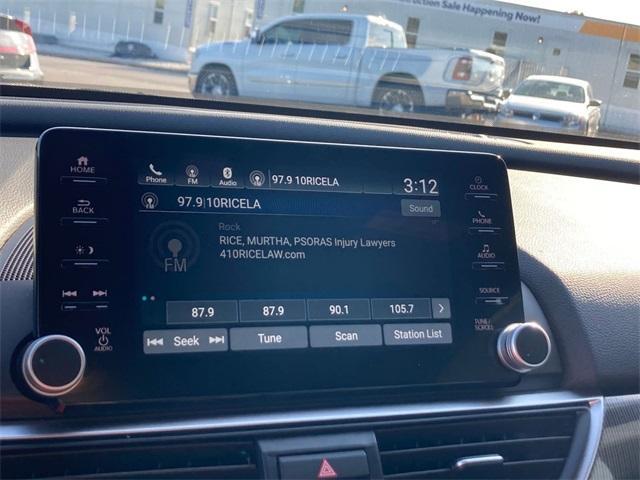 ction Sale Happening Now!
HOME
BACK
VOL
AUDIO
Phone
FM
Audio
97.9 10RICELA
3:12
97.9|10RICELA
Sound
Rock
RICE, MURTHA, PSORAS Injury Lawyers
410RICELAW.com
FM
87.9
87.9
90.1
105.7
Seek
Tune
Scan
Station List
CLOCK
PHONE
AUDIO
SOURCE
TUNE/
SCROLL